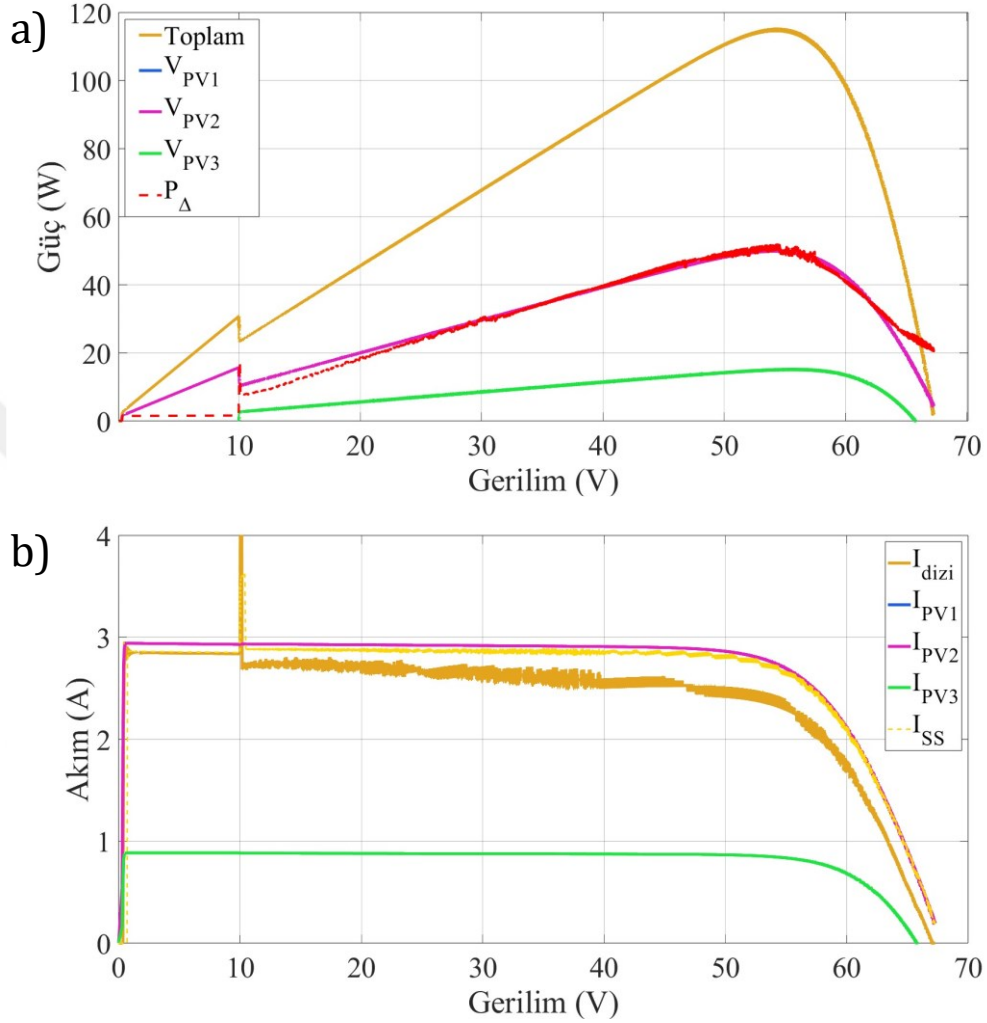 a)
120
100
80
60
40
20
0
Güç (W)
Toplam
V_PV1
V_PV2
V_PV3
P_Δ
10 20 30 40 50 60 70
Gerilim (V)
b)
4
3
2
1
0
Akım (A)
I_dizi
I_PV1
I_PV2
I_PV3
I_SS
0 10 20 30 40 50 60 70
Gerilim (V)